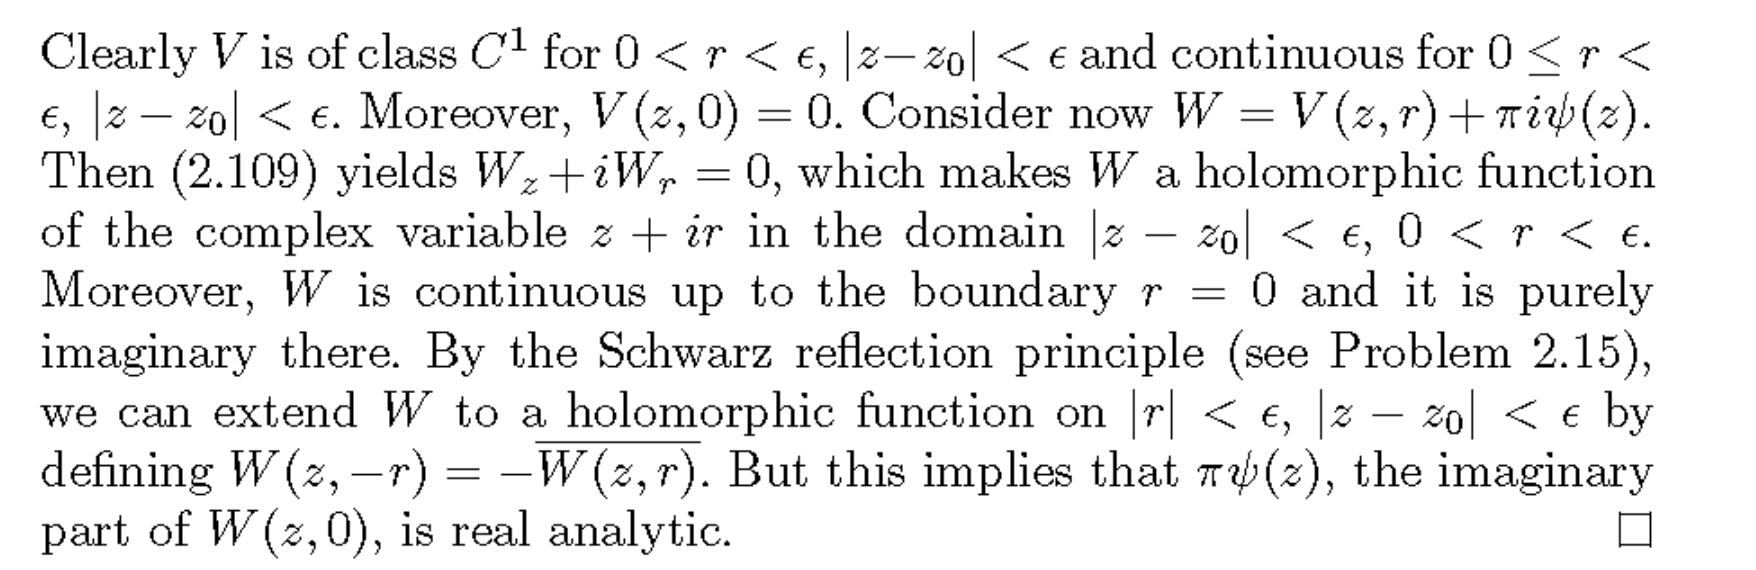 Clearly V is of class C¹ for 0 < r < ϵ, |z−z₀| < ϵ and continuous for 0 ≤ r <
ϵ, |z − z₀| < ϵ. Moreover, V(z, 0) = 0. Consider now W = V(z, r) + πiψ(z).
Then (2.109) yields W_z + iW_r = 0, which makes W a holomorphic function
of the complex variable z + ir in the domain |z − z₀| < ϵ, 0 < r < ϵ.
Moreover, W is continuous up to the boundary r = 0 and it is purely
imaginary there. By the Schwarz reflection principle (see Problem 2.15),
we can extend W to a holomorphic function on |r| < ϵ, |z − z₀| < ϵ by
defining W(z, −r) = −\overline{W(z, r)}. But this implies that πψ(z), the imaginary
part of W(z, 0), is real analytic. □